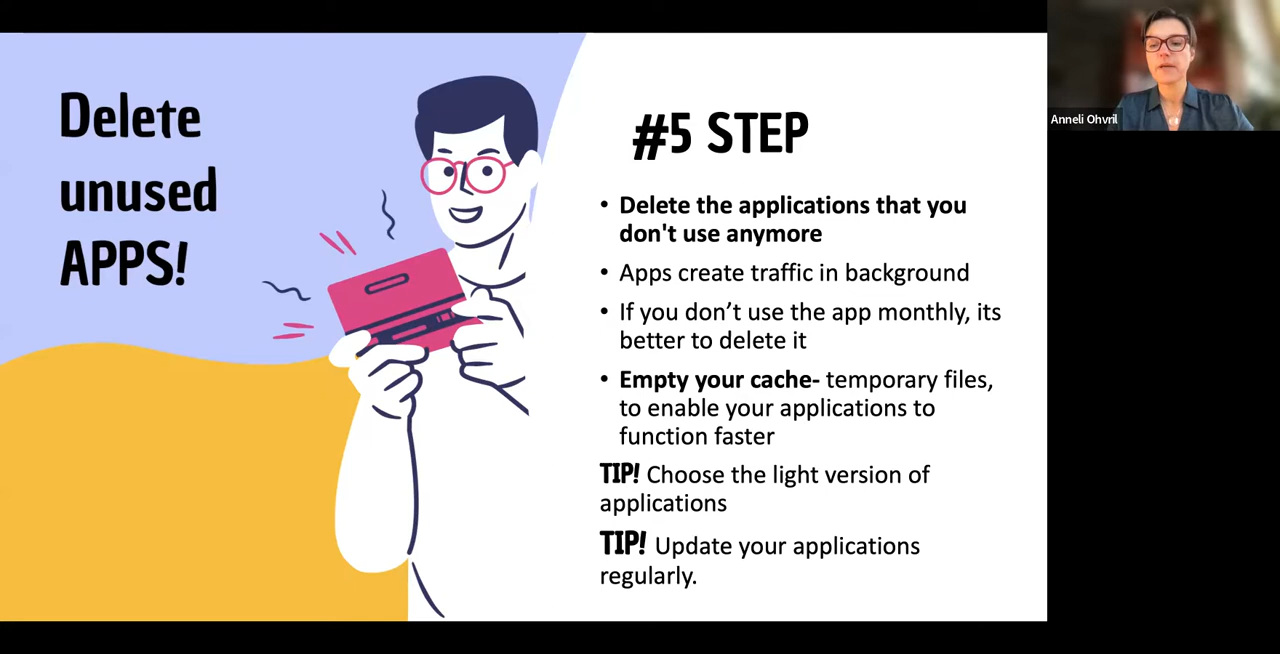 Delete
unused
APPS!
#5 STEP
• Delete the applications that you
don't use anymore
• Apps create traffic in background
• If you don’t use the app monthly, its
better to delete it
• Empty your cache- temporary files,
to enable your applications to
function faster
TIP! Choose the light version of
applications
TIP! Update your applications
regularly.
Anneli Ohvril